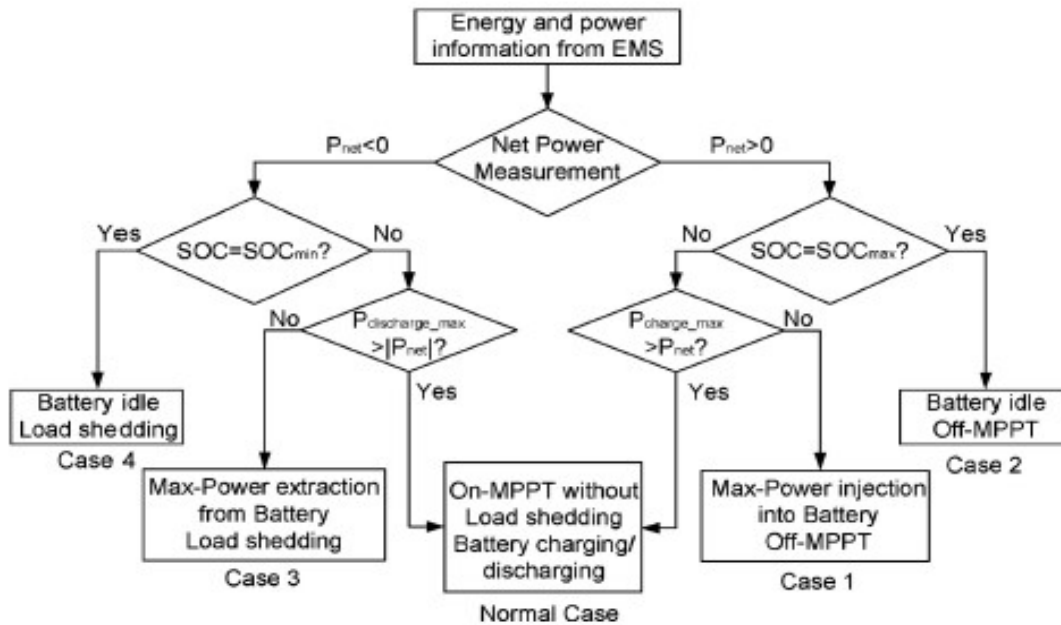 Energy and power
information from EMS
Pnet<0
Net Power
Measurement
Pnet>0
Yes
SOC=SOCmin?
No
No
SOC=SOCmax?
Yes
No
Pdischarge_max
>|Pnet|?
Pcharge_max
>Pnet?
No
Yes
Yes
Battery idle
Load shedding
Case 4
Battery idle
Off-MPPT
Case 2
Max-Power extraction
from Battery
Load shedding
Case 3
On-MPPT without
Load shedding
Battery charging/
discharging
Normal Case
Max-Power injection
into Battery
Off-MPPT
Case 1